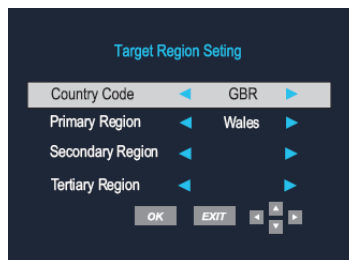 Target Region Seting
Country Code GBR
Primary Region Wales
Secondary Region
Tertiary Region
OK EXIT